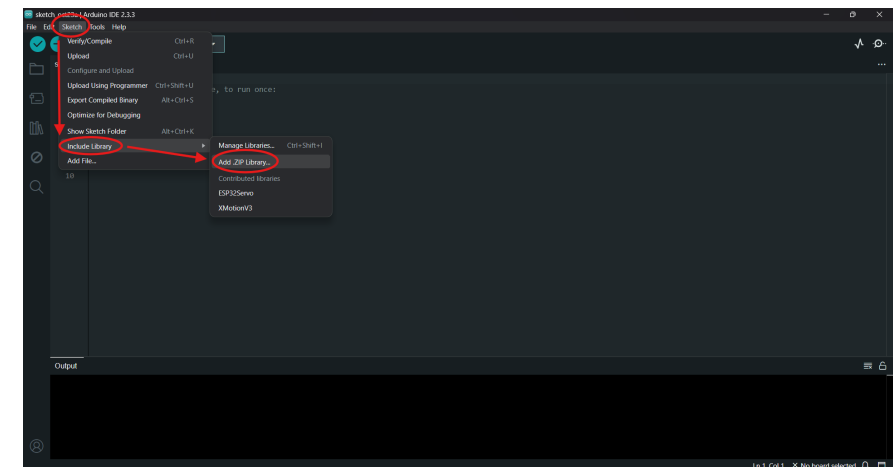 Arduino IDE 2.3.3
File Edit Sketch Tools Help
Verify/Compile Ctrl+R
Upload Ctrl+U
Configure and Upload
Upload Using Programmer Ctrl+Shift+U
Export Compiled Binary Alt+Ctrl+S
Optimize for Debugging
Show Sketch Folder Alt+Ctrl+K
Include Library
Add File...
, to run once:
Manage Libraries... Ctrl+Shift+I
Add .ZIP Library...
Contributed libraries
ESP32Servo
XMotionV3
10
Output
Ln 1, Col 1 No board selected